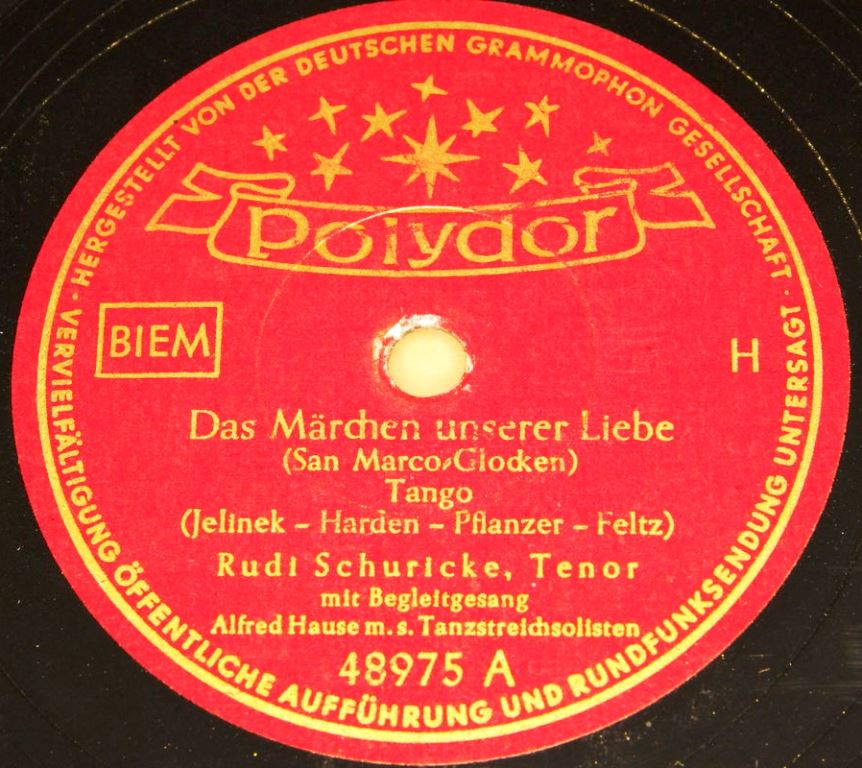 HERGESTELLT VON DER DEUTSCHEN GRAMMOPHON GESELLSCHAFT ·
VERVIELFÄLTIGUNG ÖFFENTLICHE AUFFÜHRUNG UND RUNDFUNKSENDUNG UNTERSAGT ·
Polydor
BIEM
H
Das Märchen unserer Liebe
(San Marco-Glocken)
Tango
(Jelinek - Harden - Pflanzer - Feltz)
Rudi Schuricke, Tenor
mit Begleitgesang
Alfred Hause m. s. Tanzstreichsolisten
48975 A